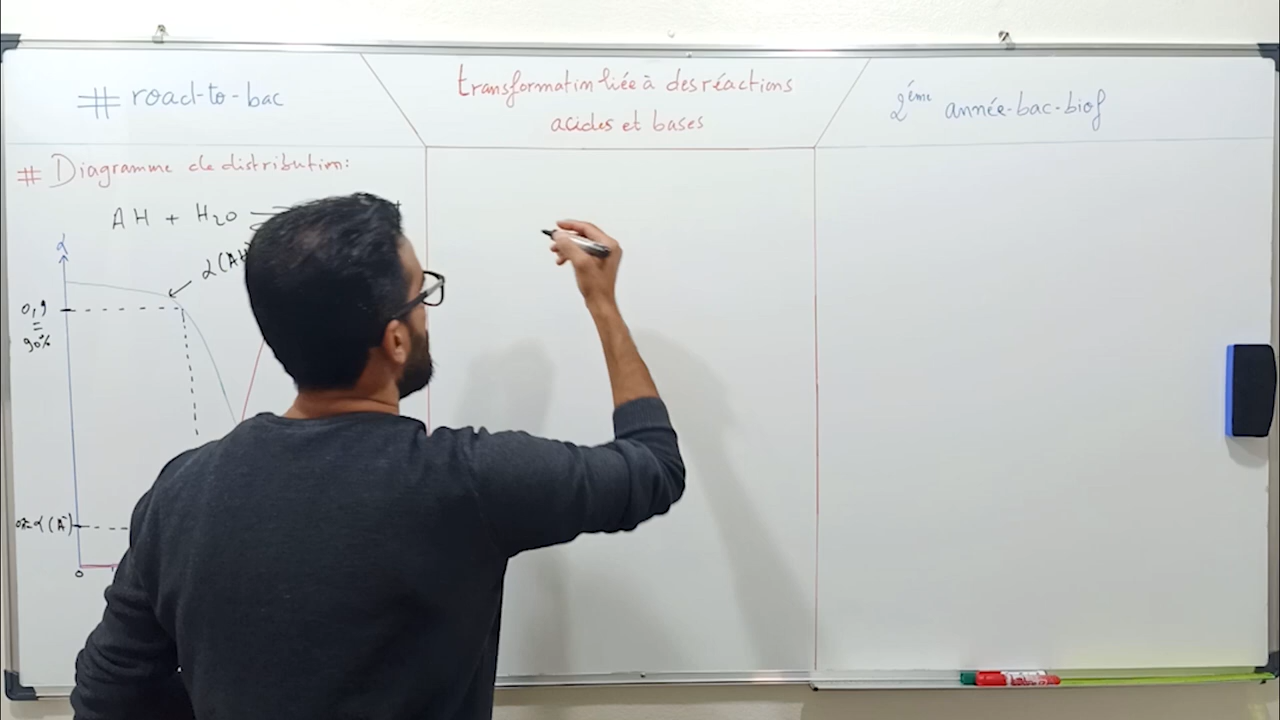 # road-to-bac
transformation liée à des réactions
acides et bases
2ème année-bac-biof
# Diagramme de distribution:
AH + H2O
α
α(AH
0,9
=
90%
α(A-)
0